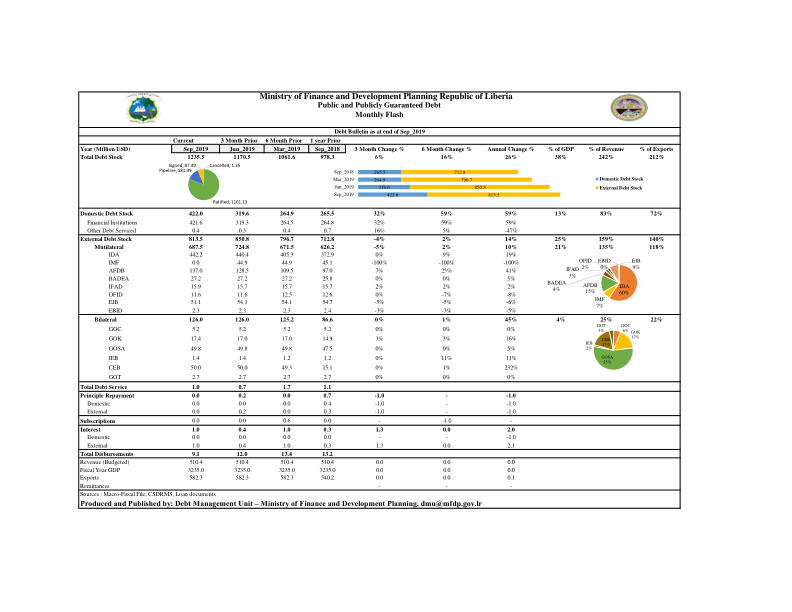 Ministry of Finance and Development Planning Republic of Liberia
Public and Publicly Guaranteed Debt
Monthly Flash
Debt Bulletin as at end of Sep_2019
Current 3 Month Prior 6 Month Prior 1 year Prior
Year (Million USD) Sep_2019 Jun_2019 Mar_2019 Sep_2018 3 Month Change % 6 Month Change % Annual Change % % of GDP % of Revenue % of Exports
Total Debt Stock 1235.5 1170.5 1061.6 978.3 6% 16% 26% 38% 242% 212%
Signed, 87.49 Cancelled, 1.35
Pipeline, 181.99
Ratified, 1161.13
Sep_2018 265.5 712.8
Mar_2019 264.9 796.7
Jun_2019 319.6 850.8
Sep_2019 422.0 813.5
Domestic Debt Stock
External Debt Stock
Domestic Debt Stock 422.0 319.6 264.9 265.5 32% 59% 59% 13% 83% 72%
Financial Institutions 421.6 319.3 264.5 264.8 32% 59% 59%
Other Debt Serviced 0.4 0.3 0.4 0.7 16% 5% -47%
External Debt Stock 813.5 850.8 796.7 712.8 -4% 2% 14% 25% 159% 140%
Mutilateral 687.5 724.8 671.5 626.2 -5% 2% 10% 21% 135% 118%
IDA 442.2 440.4 405.3 372.9 0% 9% 19%
IMF 0.0 44.9 44.9 45.1 -100% -100% -100%
AFDB 137.0 128.5 109.5 97.0 7% 25% 41%
BADEA 27.2 27.2 27.2 25.8 0% 0% 5%
IFAD 15.9 15.7 15.7 15.7 2% 2% 2%
OFID 11.6 11.6 12.5 12.6 0% -7% -8%
EIB 51.1 54.1 54.1 54.7 -5% -5% -6%
EBID 2.3 2.3 2.3 2.4 -3% -3% -5%
OFID 2% EBID 0% EIB 9%
IFAD 3%
BADEA 4%
AFDB 15%
IDA 60%
IMF 7%
Bilateral 126.0 126.0 125.2 86.6 0% 1% 45% 4% 25% 22%
GOC 5.2 5.2 5.2 5.2 0% 0% 0%
GOK 17.4 17.0 17.0 14.9 3% 3% 16%
GOSA 49.8 49.8 49.8 47.5 0% 0% 5%
IEB 1.4 1.4 1.2 1.2 0% 11% 11%
CEB 50.0 50.0 49.3 15.1 0% 1% 232%
GOT 2.7 2.7 2.7 2.7 0% 0% 0%
GOT GOC
GOK 17%
IEB 2%
GOSA
Total Debt Service 1.0 0.7 1.7 1.1
Principle Repayment 0.0 0.2 0.0 0.7 -1.0 - -1.0
Domestic 0.0 0.0 0.0 0.4 -1.0 - -1.0
External 0.0 0.2 0.0 0.3 -1.0 - -1.0
Subscriptions 0.0 0.0 0.6 0.0 - -1.0 -
Interest 1.0 0.4 1.0 0.3 1.3 0.0 2.0
Domestic 0.0 0.0 0.0 0.0 - - -1.0
External 1.0 0.4 1.0 0.3 1.3 0.0 2.1
Total Disbursements 9.1 12.0 13.4 13.2
Revenue (Budgeted) 510.4 510.4 510.4 510.4 0.0 0.0 0.0
Fiscal Year GDP 3235.0 3235.0 3235.0 3235.0 0.0 0.0 0.0
Exports 582.3 582.3 582.3 540.2 0.0 0.0 0.1
Remittances - - -
Sources : Macro-Fiscal File, CSDRMS, Loan documents
Produced and Published by: Debt Management Unit – Ministry of Finance and Development Planning, dmu@mfdp.gov.lr